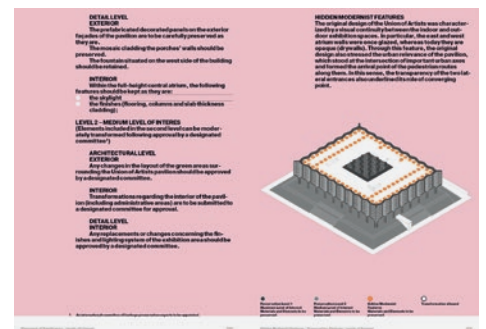 DETAIL LEVEL
EXTERIOR
The prefabricated decorated panels on the exterior
façades of the pavilion are to be carefully preserved as
they are.
The mosaic cladding the porches' walls should be
preserved.
The fountain situated on the west side of the building
should be retained.
INTERIOR
Within the full-height central atrium, the following
features should be kept as they are:
the skylight
the finishes (flooring, columns and slab thickness
cladding);
LEVEL 2 – MEDIUM LEVEL OF INTERES
(Elements included in the second level can be moder-
ately transformed following approval by a designated
committee¹)
ARCHITECTURAL LEVEL
EXTERIOR
Any changes in the layout of the green areas sur-
rounding the Union of Artists pavilion should be approved
by a designated committee.
INTERIOR
Transformations regarding the interior of the pavil-
ion (including administrative areas) are to be submitted to
a designated committee for approval.
DETAIL LEVEL
INTERIOR
Any replacements or changes concerning the fin-
ishes and lighting system of the exhibition area should be
approved by a designated committee.
HIDDEN MODERNIST FEATURES
The original design of the Union of Artists was character-
ized by a visual continuity between the indoor and out-
door exhibition spaces. In particular, the east and west
atrium walls were once glazed, whereas today they are
opaque (drywalls). Through this feature, the original
design also stressed the urban relevance of the pavilion,
which stood at the intersection of important urban axes
and formed the arrival point of the pedestrian routes
along them. In this sense, the transparency of the two lat-
eral entrances also underlined its role of converging
point.